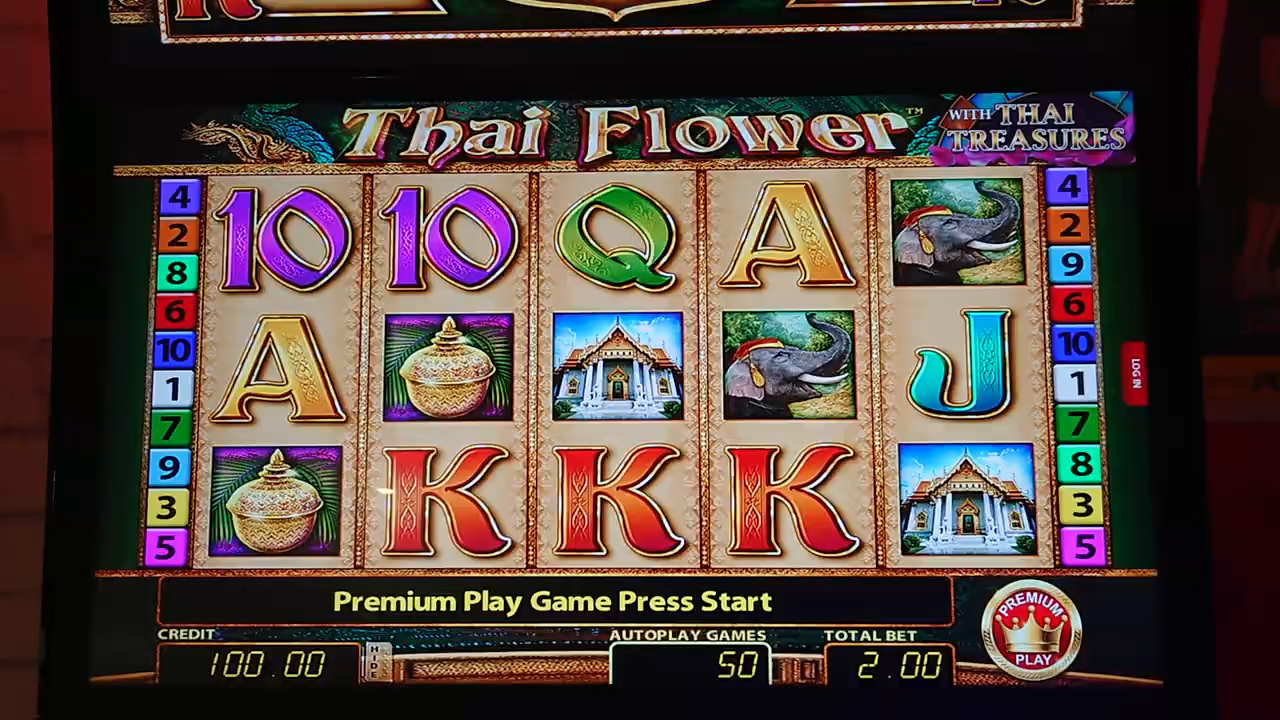 Thai Flower™
WITH THAI
TREASURES
4 10 10 Q A 4
2 2
8 9
6 6
10 A J 10
1 1
7 LOG IN 7
9 K K K 8
3 3
5 5
Premium Play Game Press Start
PREMIUM
PLAY
CREDIT AUTOPLAY GAMES TOTAL BET
100.00 HIDE 50 2.00